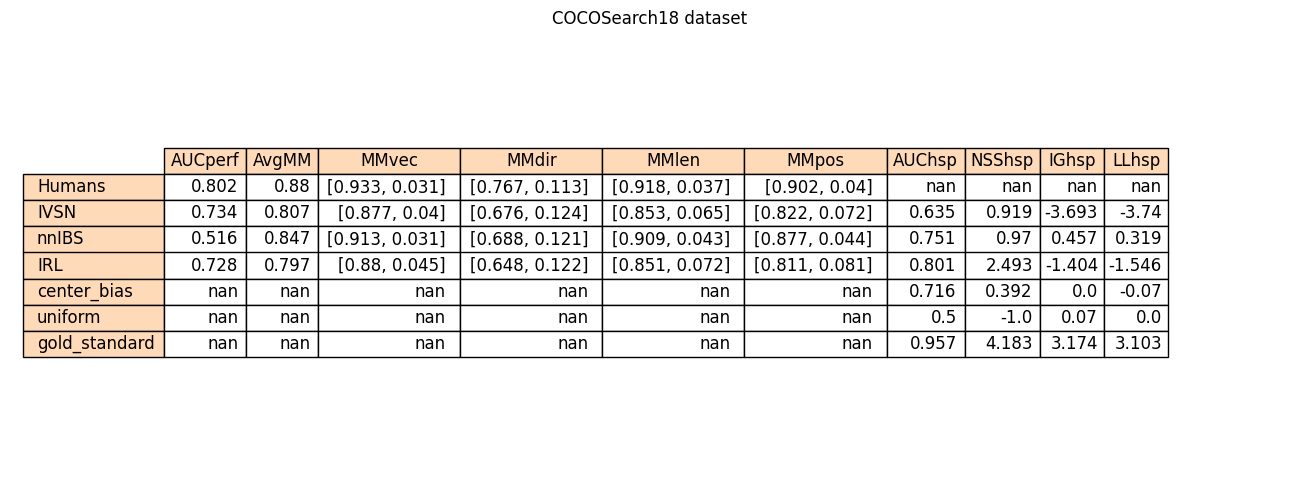 COCOSearch18 dataset
AUCperf AvgMM MMvec MMdir MMlen MMpos AUChsp NSShsp IGhsp LLhsp
Humans 0.802 0.88 [0.933, 0.031] [0.767, 0.113] [0.918, 0.037] [0.902, 0.04] nan nan nan nan
IVSN 0.734 0.807 [0.877, 0.04] [0.676, 0.124] [0.853, 0.065] [0.822, 0.072] 0.635 0.919 -3.693 -3.74
nnIBS 0.516 0.847 [0.913, 0.031] [0.688, 0.121] [0.909, 0.043] [0.877, 0.044] 0.751 0.97 0.457 0.319
IRL 0.728 0.797 [0.88, 0.045] [0.648, 0.122] [0.851, 0.072] [0.811, 0.081] 0.801 2.493 -1.404 -1.546
center_bias nan nan nan nan nan nan 0.716 0.392 0.0 -0.07
uniform nan nan nan nan nan nan 0.5 -1.0 0.07 0.0
gold_standard nan nan nan nan nan nan 0.957 4.183 3.174 3.103